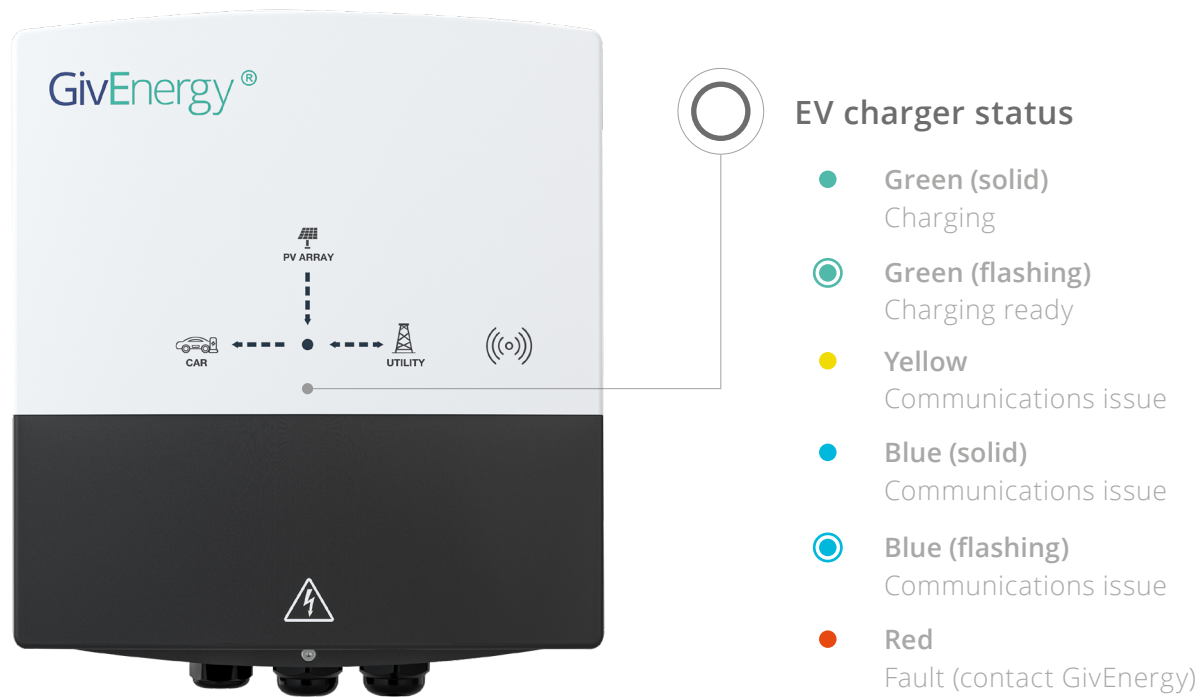 GivEnergy®
PV ARRAY
CAR
UTILITY
EV charger status
Green (solid)
Charging
Green (flashing)
Charging ready
Yellow
Communications issue
Blue (solid)
Communications issue
Blue (flashing)
Communications issue
Red
Fault (contact GivEnergy)